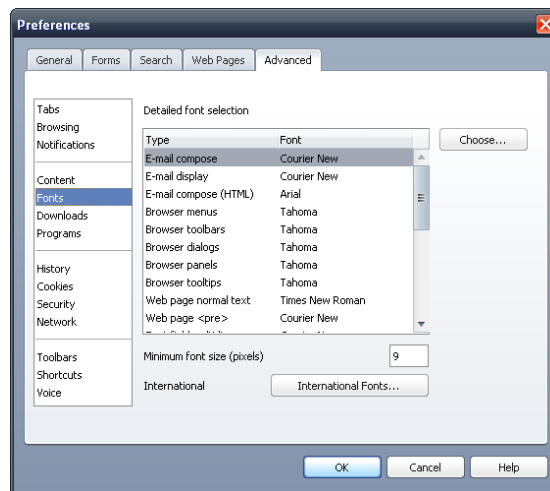 Preferences
General Forms Search Web Pages Advanced
Tabs
Browsing
Notifications
Content
Fonts
Downloads
Programs
History
Cookies
Security
Network
Toolbars
Shortcuts
Voice
Detailed font selection
Type Font
E-mail compose Courier New
E-mail display Courier New
E-mail compose (HTML) Arial
Browser menus Tahoma
Browser toolbars Tahoma
Browser dialogs Tahoma
Browser panels Tahoma
Browser tooltips Tahoma
Web page normal text Times New Roman
Web page <pre> Courier New
Choose...
Minimum font size (pixels) 9
International International Fonts...
OK Cancel Help